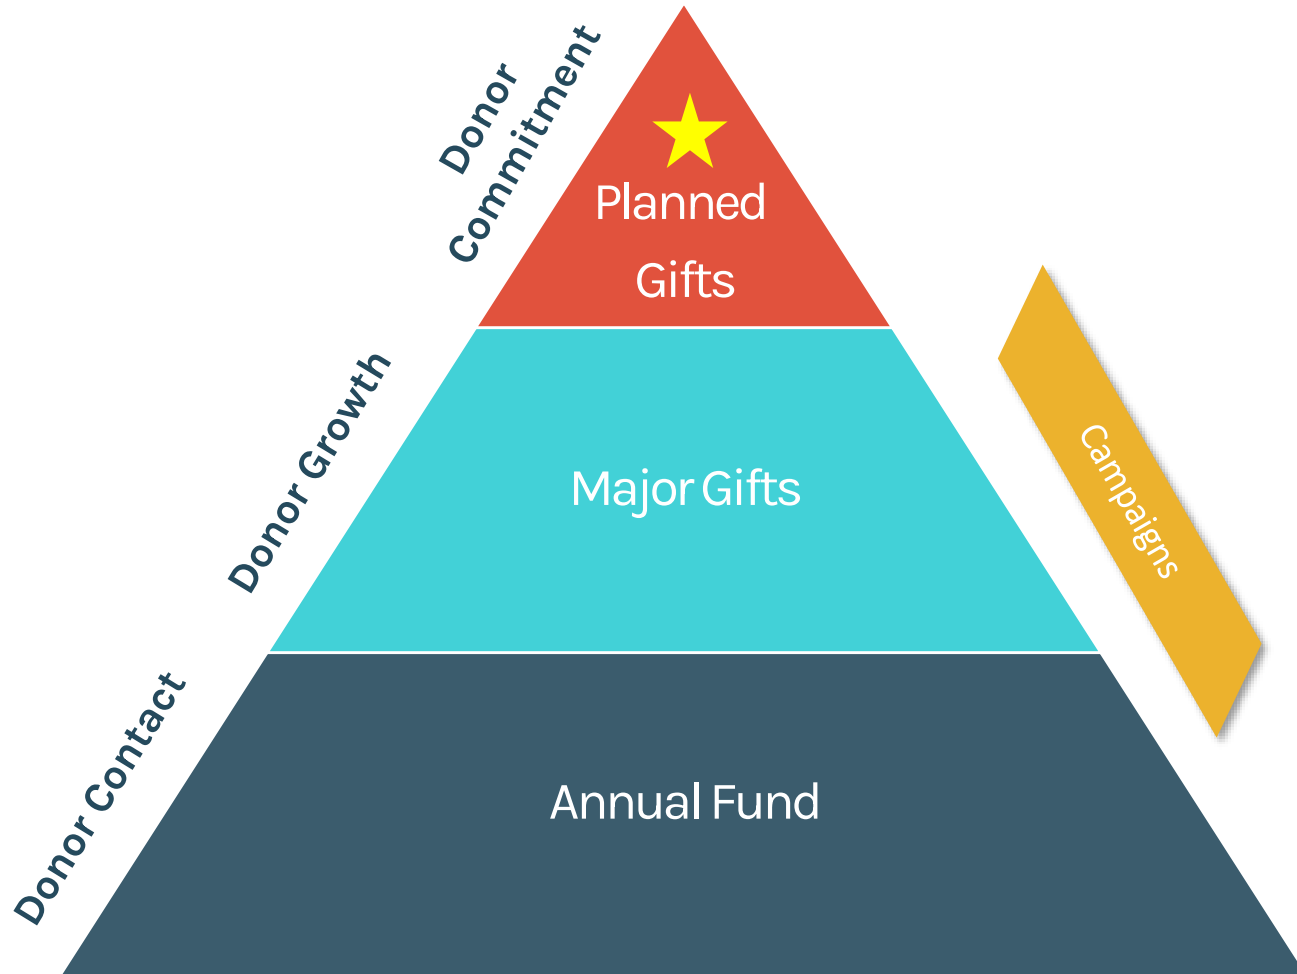 Donor
Commitment
Planned
Gifts
Donor Growth
Major Gifts
Campaigns
Donor Contact
Annual Fund